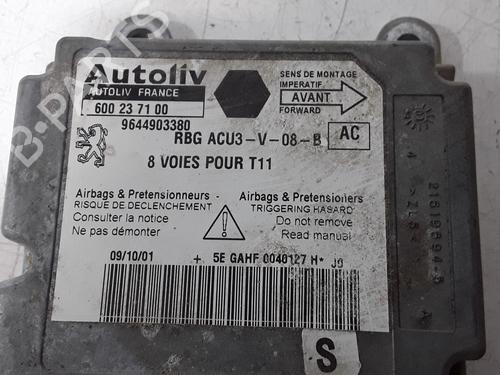 Autoliv
AUTOLIV FRANCE
600 23 71 00
9644903380
SENS DE MONTAGE
IMPERATIF
AVANT
FORWARD
RBG ACU3-V-08-B
AC
8 VOIES POUR T11
Airbags & Pretensionneurs
RISQUE DE DECLENCHEMENT
Consulter la notice
Ne pas démonter
Airbags & Pretensioners
TRIGGERING HASARD
Do not remove
Read manual
09/10/01
+ 5E GAHF 0040127 H*
S
B-PARTS